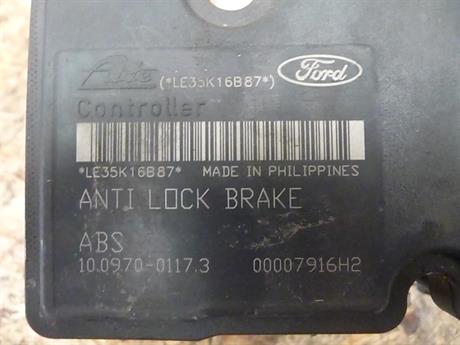 Ate (*LE35K16B87*) Ford
Controller
*LE35K16B87* MADE IN PHILIPPINES
ANTI LOCK BRAKE
ABS
10.0970-0117.3 00007916H2